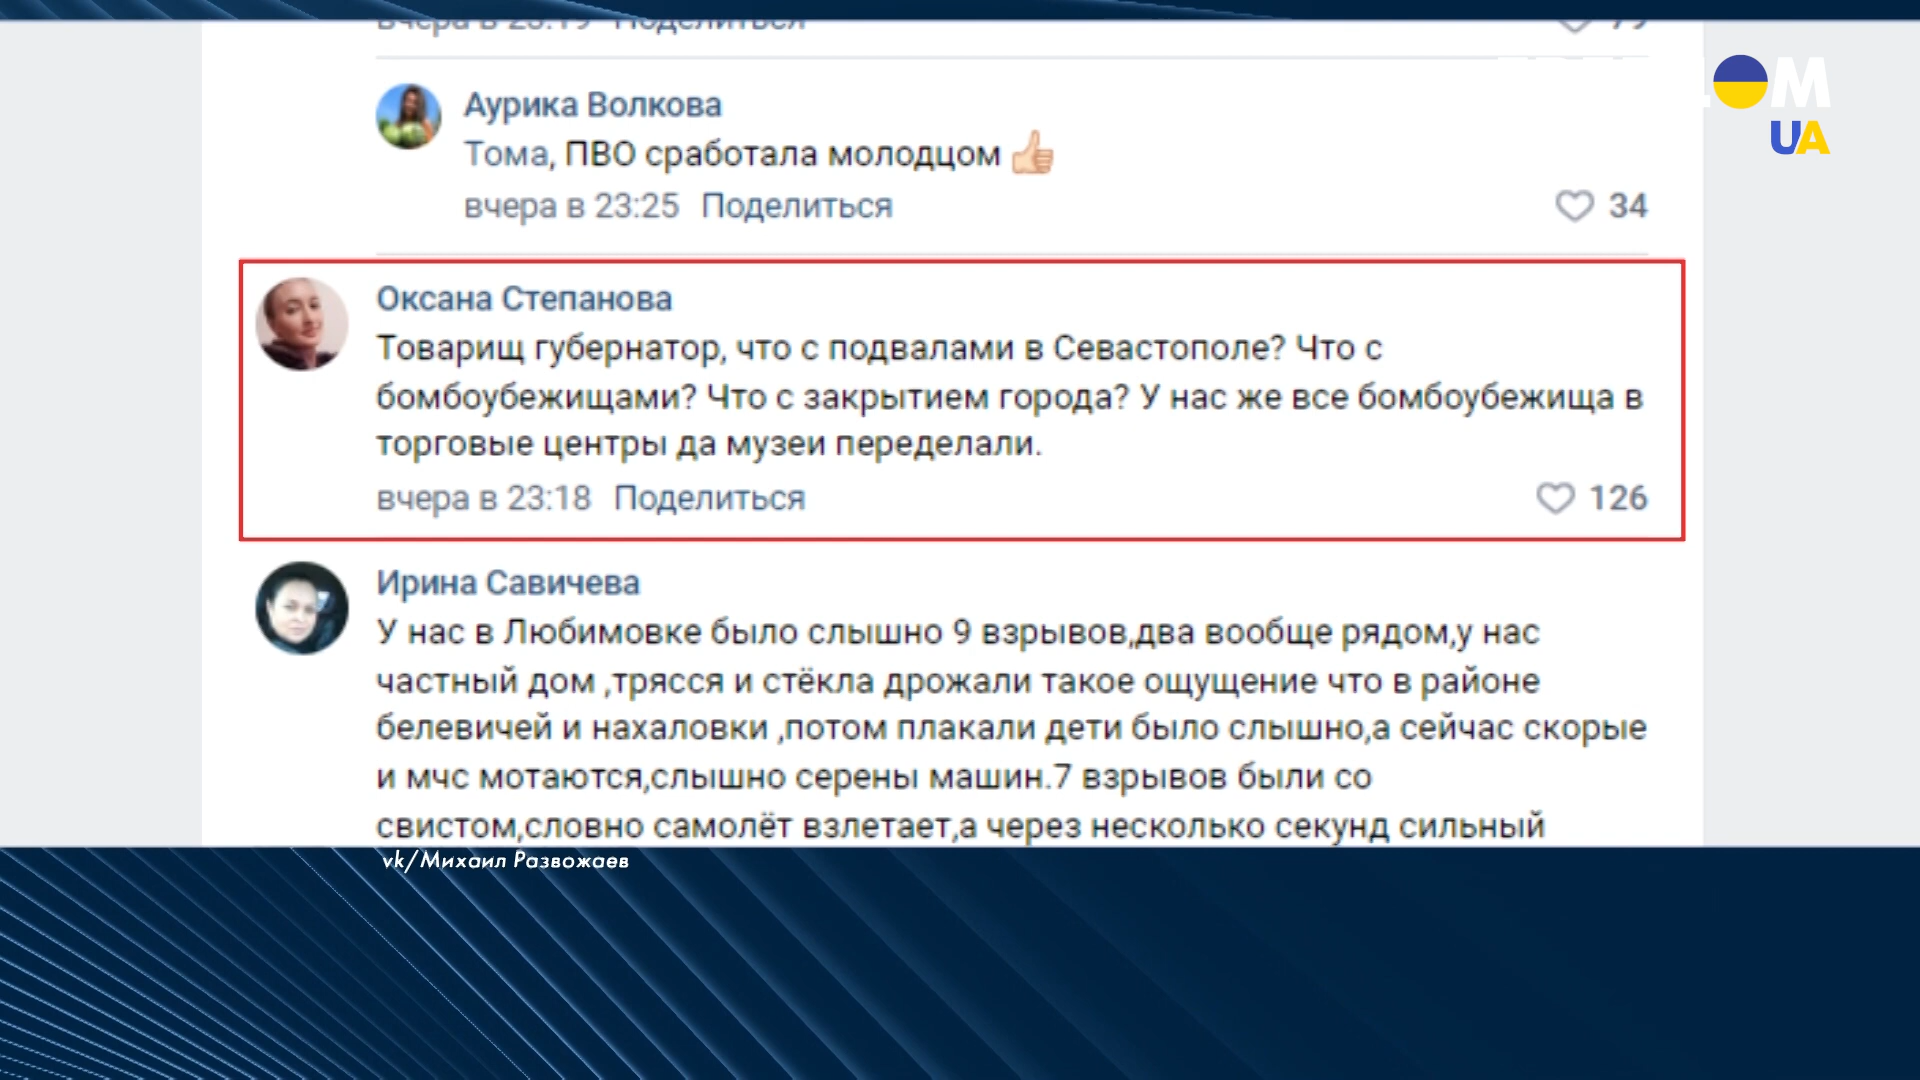 вчера в 23:19 Поделиться 79
Аурика Волкова
Тома, ПВО сработала молодцом 👍
вчера в 23:25 Поделиться 34
Оксана Степанова
Товарищ губернатор, что с подвалами в Севастополе? Что с
бомбоубежищами? Что с закрытием города? У нас же все бомбоубежища в
торговые центры да музеи переделали.
вчера в 23:18 Поделиться 126
Ирина Савичева
У нас в Любимовке было слышно 9 взрывов,два вообще рядом,у нас
частный дом ,трясся и стёкла дрожали такое ощущение что в районе
белевичей и нахаловки ,потом плакали дети было слышно,а сейчас скорые
и мчс мотаются,слышно серены машин.7 взрывов были со
свистом,словно самолёт взлетает,а через несколько секунд сильный
vk/Михаил Развожаев
UA